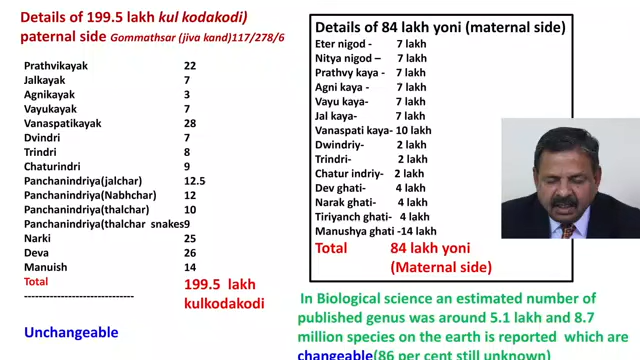 Details of 199.5 lakh kul kodakodi)
paternal side Gommathsar (jiva kand)117/278/6
Prathvikayak 22
Jalkayak 7
Agnikayak 3
Vayukayak 7
Vanaspatikayak 28
Dvindri 7
Trindri 8
Chaturindri 9
Panchanindriya(jalchar) 12.5
Panchanindriya(Nabhchar) 12
Panchanindriya(thalchar) 10
Panchanindriya(thalchar snakes9
Narki 25
Deva 26
Manuish 14
Total 199.5 lakh
kulkodakodi
------------------------------
Unchangeable
Details of 84 lakh yoni (maternal side)
Eter nigod - 7 lakh
Nitya nigod – 7 lakh
Prathvy kaya - 7 lakh
Agni kaya - 7 lakh
Vayu kaya- 7 lakh
Jal kaya- 7 lakh
Vanaspati kaya- 10 lakh
Dwindriy- 2 lakh
Trindri- 2 lakh
Chatur indriy- 2 lakh
Dev ghati- 4 lakh
Narak ghati- 4 lakh
Tiriyanch ghati- 4 lakh
Manushya ghati -14 lakh
Total 84 lakh yoni
(Maternal side)
In Biological science an estimated number of
published genus was around 5.1 lakh and 8.7
million species on the earth is reported which are
changeable(86 per cent still unknown)